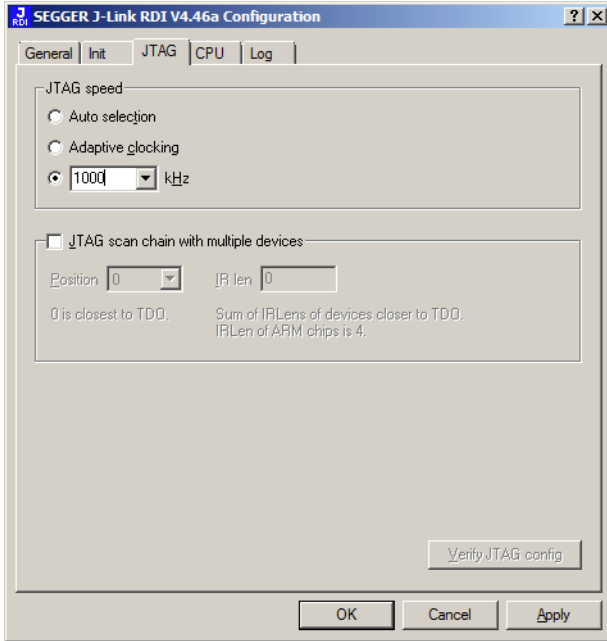 J RDI SEGGER J-Link RDI V4.46a Configuration
General Init JTAG CPU Log
JTAG speed
Auto selection
Adaptive clocking
1000 kHz
JTAG scan chain with multiple devices
Position 0 IR len 0
0 is closest to TDO. Sum of IRLens of devices closer to TDO.
IRLen of ARM chips is 4.
Verify JTAG config
OK Cancel Apply